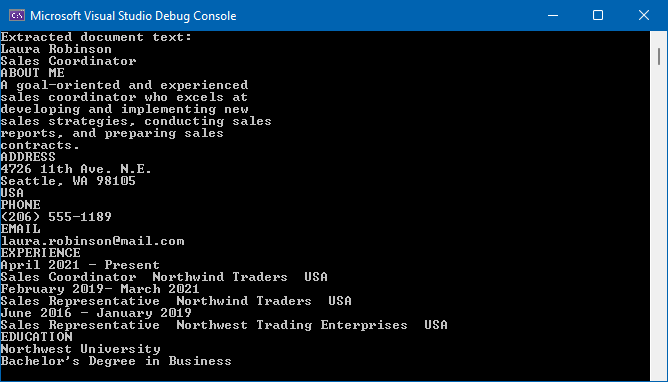 Microsoft Visual Studio Debug Console
Extracted document text:
Laura Robinson
Sales Coordinator
ABOUT ME
A goal-oriented and experienced
sales coordinator who excels at
developing and implementing new
sales strategies, conducting sales
reports, and preparing sales
contracts.
ADDRESS
4726 11th Ave. N.E.
Seattle, WA 98105
USA
PHONE
(206) 555-1189
EMAIL
laura.robinson@mail.com
EXPERIENCE
April 2021 - Present
Sales Coordinator  Northwind Traders  USA
February 2019- March 2021
Sales Representative  Northwind Traders  USA
June 2016 - January 2019
Sales Representative  Northwest Trading Enterprises  USA
EDUCATION
Northwest University
Bachelor's Degree in Business